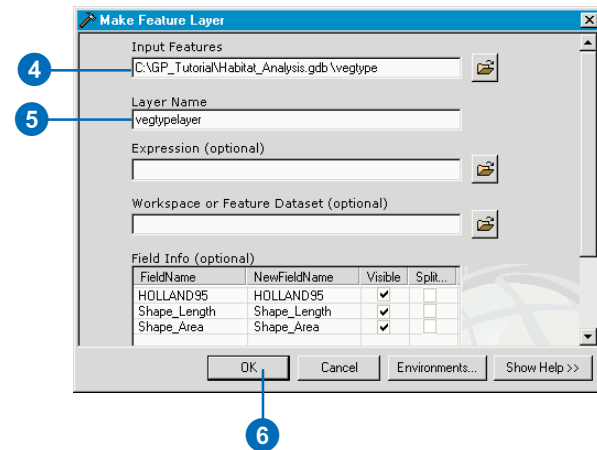 Make Feature Layer
Input Features
4
C:\GP_Tutorial\Habitat_Analysis.gdb\vegtype
Layer Name
5
vegtypelayer
Expression (optional)
Workspace or Feature Dataset (optional)
Field Info (optional)
FieldName NewFieldName Visible Split...
HOLLAND95 HOLLAND95
Shape_Length Shape_Length
Shape_Area Shape_Area
OK Cancel Environments... Show Help >>
6